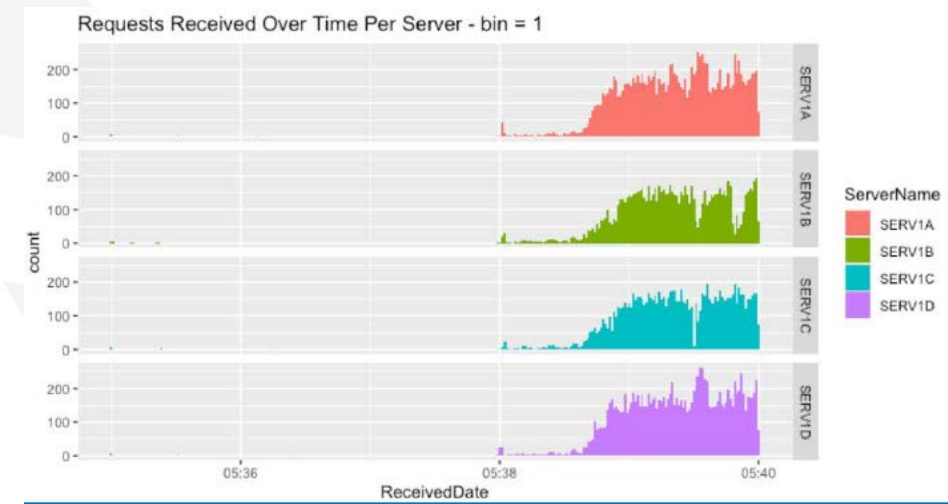 Requests Received Over Time Per Server - bin = 1
200
100
0
SERV1A
200
100
0
SERV1B
200
100
0
SERV1C
200
100
0
SERV1D
count
05:36
05:38
05:40
ReceivedDate
ServerName
SERV1A
SERV1B
SERV1C
SERV1D